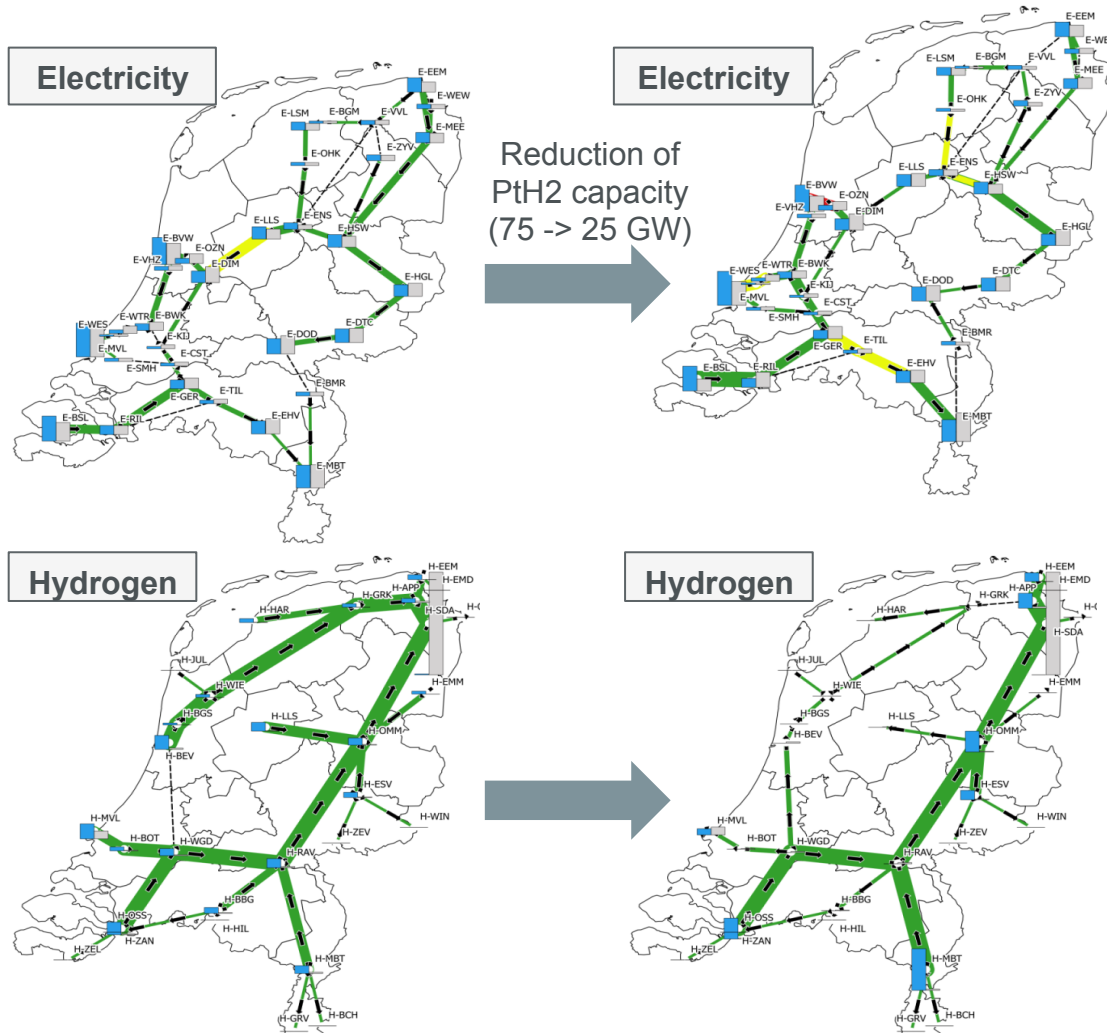 Electricity
E-EEM
E-WEW
E-LSM
E-BGM
E-VVL
E-MEE
E-OHK
E-ZYV
E-LLS
E-ENS
E-HSW
E-BVW
E-OZN
E-VHZ
E-DIM
E-HGL
E-WES
E-WTR
E-BWK
E-KIJ
E-DTC
E-DOD
E-MVL
E-CST
E-SMH
E-TIL
E-BMR
E-GER
E-BSL
E-RIL
E-EHV
E-MBT
Reduction of
PtH2 capacity
(75 -> 25 GW)
Electricity
E-EEM
E-WE
E-LSM
E-BGM
E-VVL
E-MEE
E-OHK
E-ZYV
E-LLS
E-ENS
E-HSW
E-BVW
E-OZN
E-VHZ
E-DIM
E-HGL
E-WES
E-WTR
E-BWK
E-KIJ
E-DTC
E-DOD
E-MVL
E-CST
E-SMH
E-TIL
E-BMR
E-GER
E-BSL
E-RIL
E-EHV
E-MBT
Hydrogen
H-EEM
H-EMD
H-APP
H-GRK
H-HAR
H-SDA
H-JUL
H-WIE
H-EMM
H-BGS
H-LLS
H-OMM
H-BEV
H-ESV
H-MVL
H-BOT
H-WGD
H-ZEV
H-WIN
H-RAV
H-BBG
H-OSS
H-HIL
H-ZAN
H-ZEL
H-MBT
H-GRV
H-BCH
Hydrogen
H-EEM
H-EMD
H-APP
H-GRK
H-HAR
H-SDA
H-JUL
H-WIE
H-EMM
H-BGS
H-LLS
H-OMM
H-BEV
H-ESV
H-MVL
H-BOT
H-WGD
H-ZEV
H-WIN
H-RAV
H-BBG
H-OSS
H-HIL
H-ZAN
H-ZEL
H-MBT
H-GRV
H-BCH